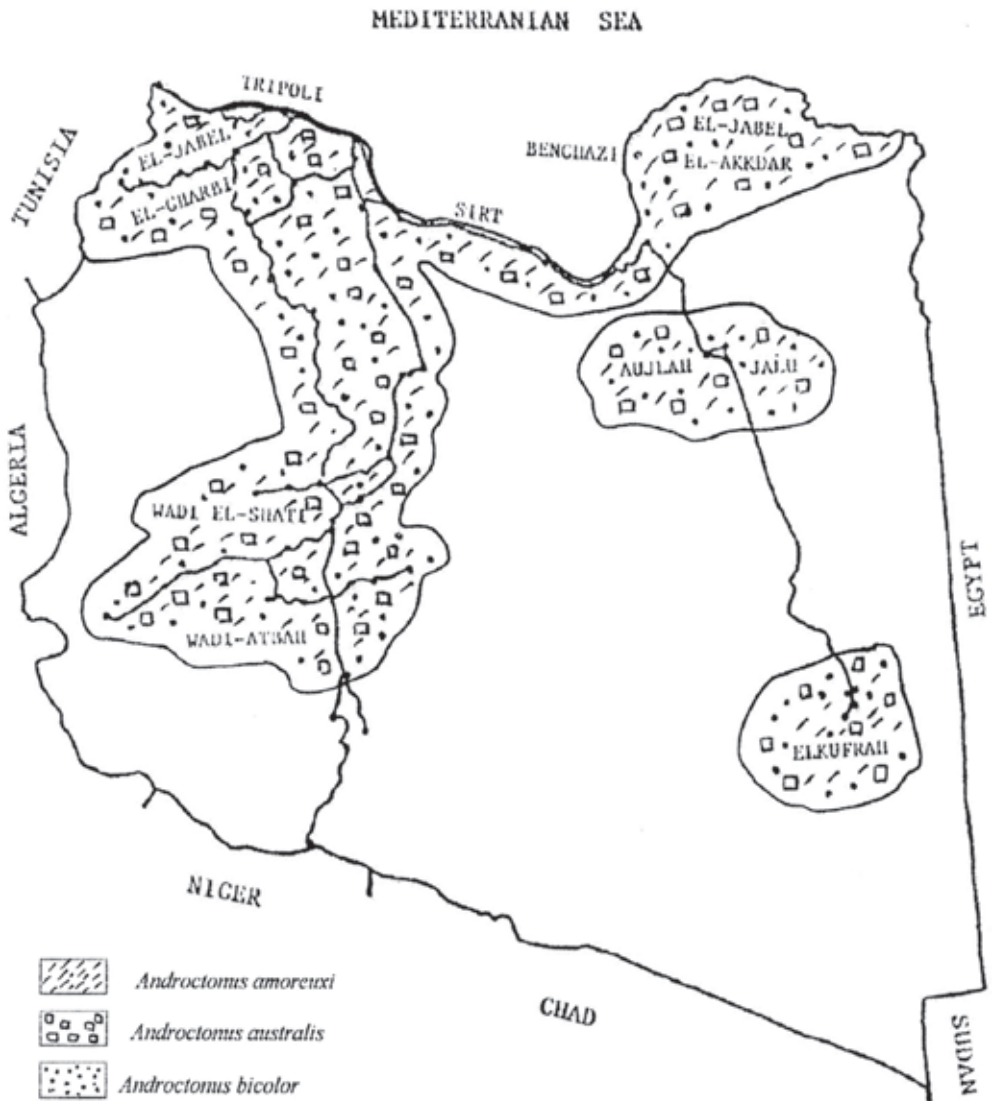 MEDITERRANIAN SEA
TRIPOLI
TUNISIA
EL-JABEL
EL-GHARBI
BENGHAZI
EL-JABEL
EL-AKKDAR
SIRT
AUJLAH
JALU
ALGERIA
WADI EL-SHATI
WADI-ATBAH
EGYPT
ELKUFRAH
NIGER
CHAD
SUDAN
Androctonus amoreuxi
Androctonus australis
Androctonus bicolor